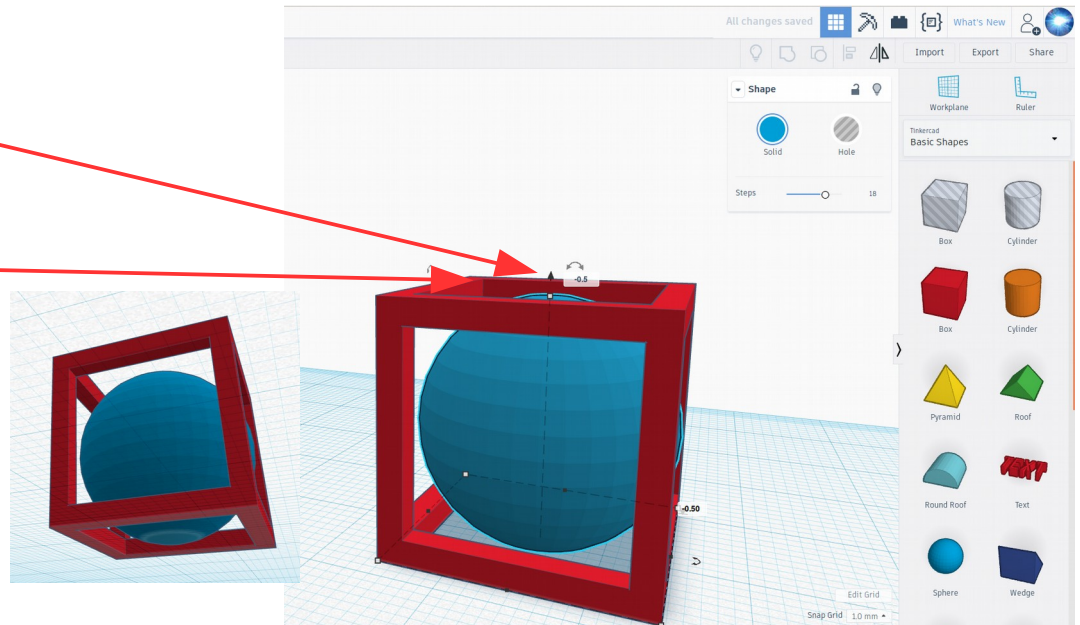 All changes saved
What's New
Import
Export
Share
Shape
Solid
Hole
Steps
18
Workplane
Ruler
Tinkercad
Basic Shapes
Box
Cylinder
Box
Cylinder
Pyramid
Roof
TEXT
Round Roof
Text
Sphere
Wedge
-0.5
-0.50
Edit Grid
Snap Grid 1.0 mm